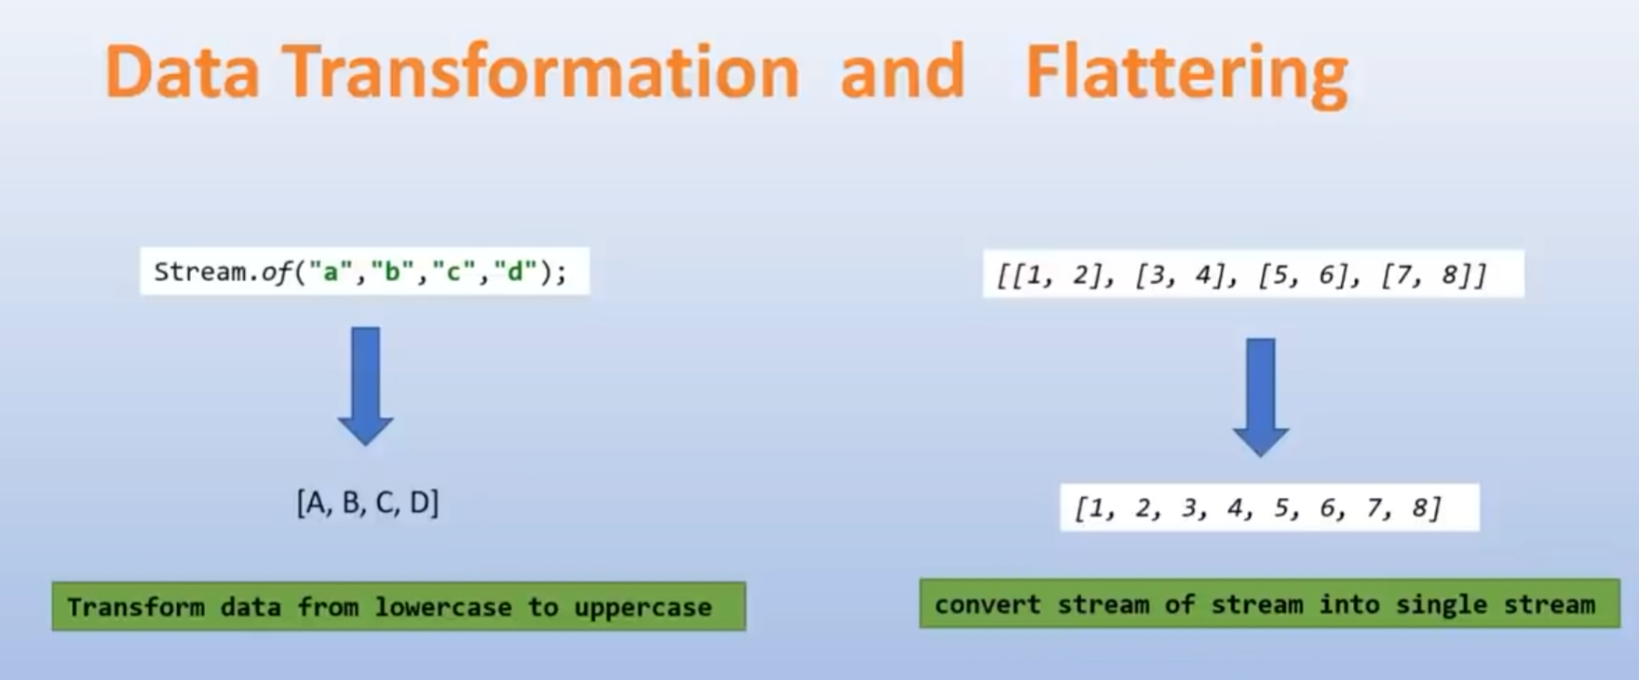 Data Transformation and Flattering
Stream.of("a","b","c","d");
[A, B, C, D]
Transform data from lowercase to uppercase
[[1, 2], [3, 4], [5, 6], [7, 8]]
[1, 2, 3, 4, 5, 6, 7, 8]
convert stream of stream into single stream